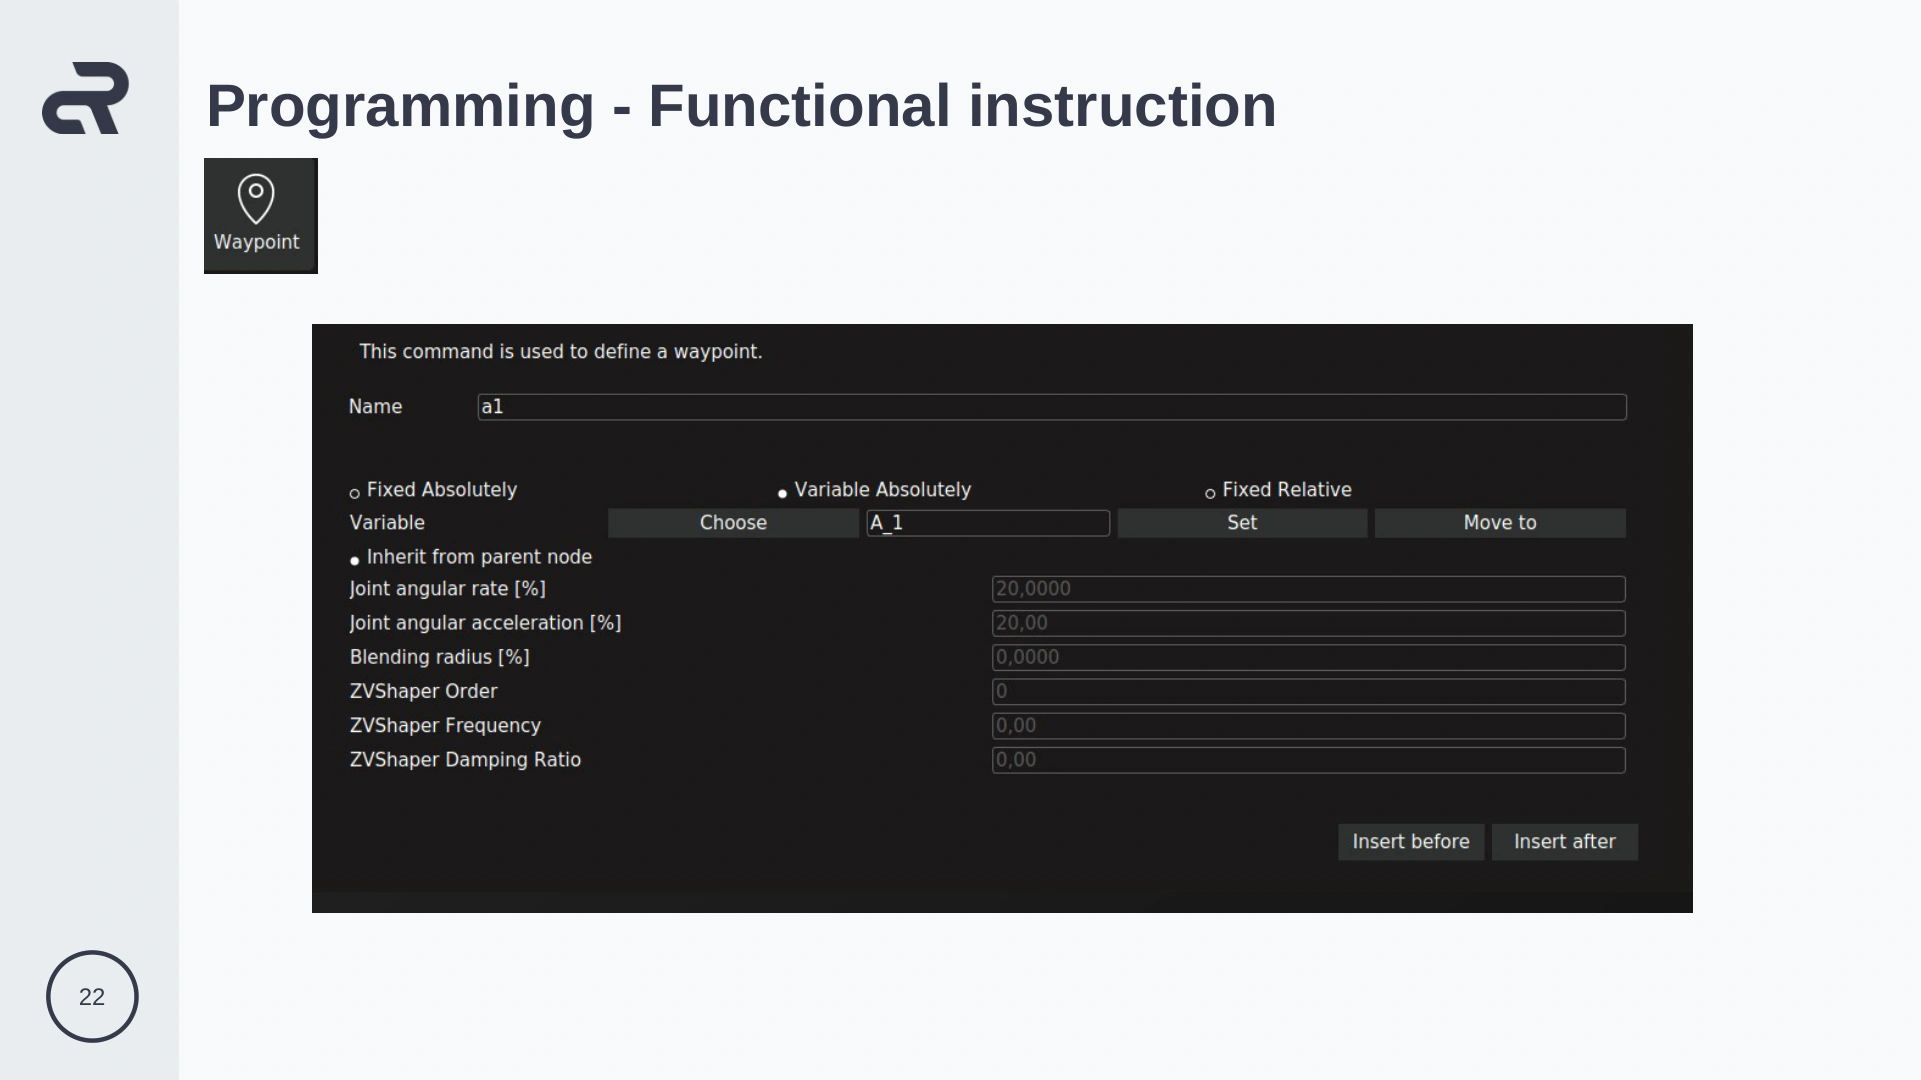 Programming - Functional instruction
Waypoint
This command is used to define a waypoint.
Name a1
Fixed Absolutely Variable Absolutely Fixed Relative
Variable Choose A_1 Set Move to
Inherit from parent node
Joint angular rate [%] 20,0000
Joint angular acceleration [%] 20,00
Blending radius [%] 0,0000
ZVShaper Order 0
ZVShaper Frequency 0,00
ZVShaper Damping Ratio 0,00
Insert before Insert after
22